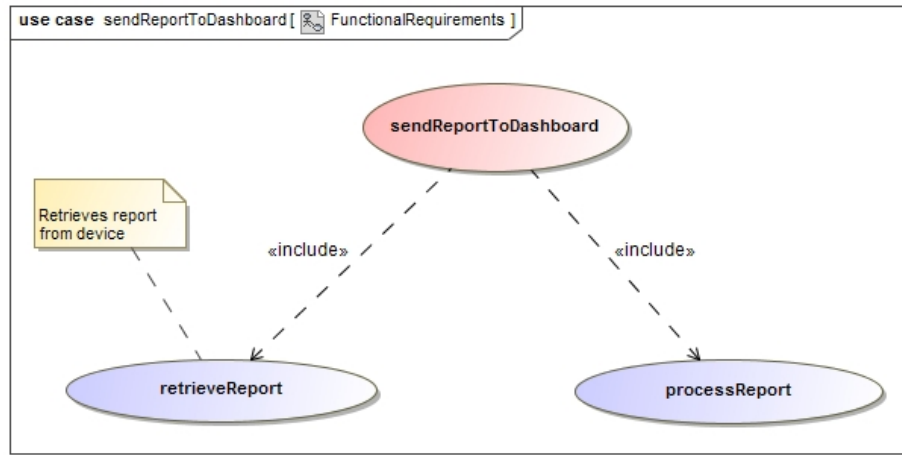 use case sendReportToDashboard [ FunctionalRequirements ]
sendReportToDashboard
Retrieves report
from device
«include»
«include»
retrieveReport
processReport